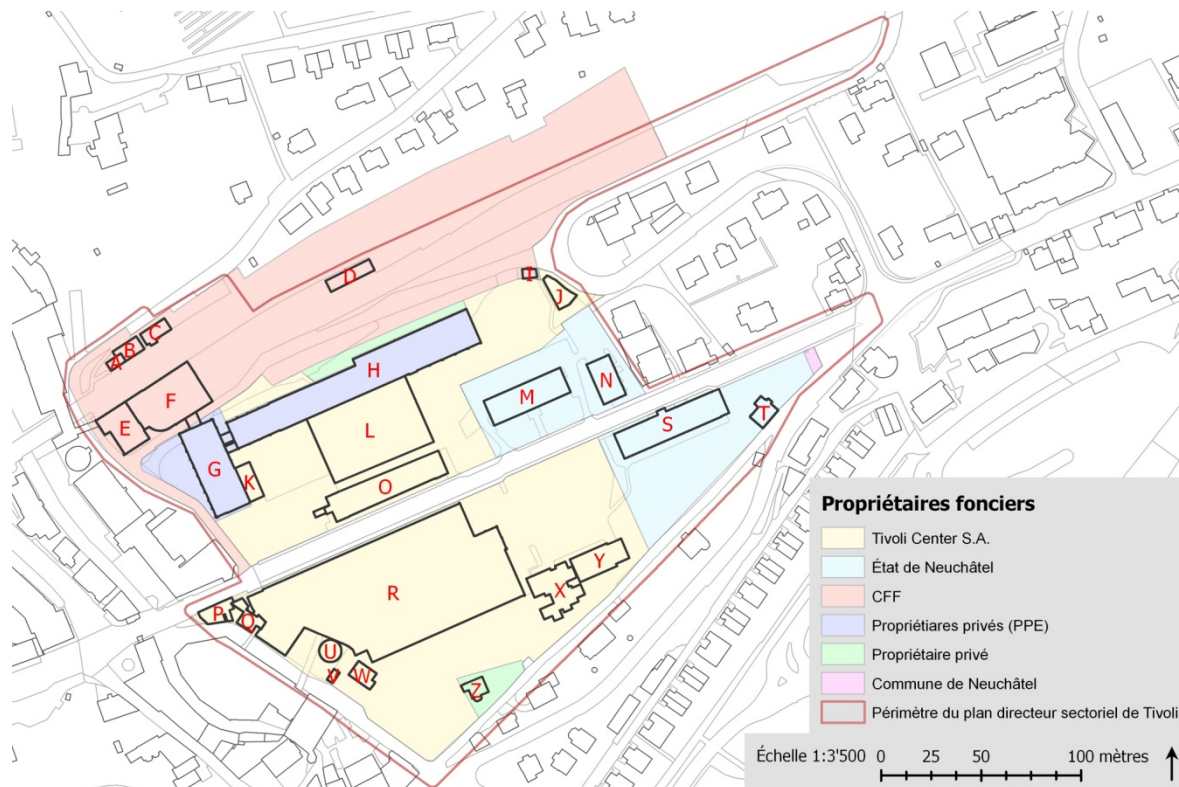 D
I
J
C
B
A
H
F
N
M
E
L
S
T
G
K
O
R
Y
X
P
Q
U
V
W
Z
Propriétaires fonciers
Tivoli Center S.A.
État de Neuchâtel
CFF
Propriétiares privés (PPE)
Propriétaire privé
Commune de Neuchâtel
Périmètre du plan directeur sectoriel de Tivoli
Échelle 1:3'500 0 25 50 100 mètres